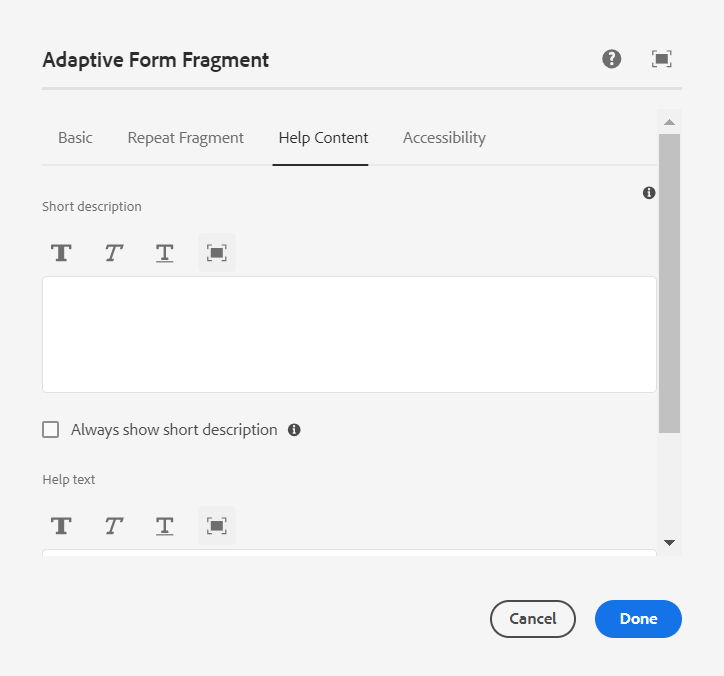 Adaptive Form Fragment
Basic Repeat Fragment Help Content Accessibility
Short description
Always show short description
Help text
Cancel Done